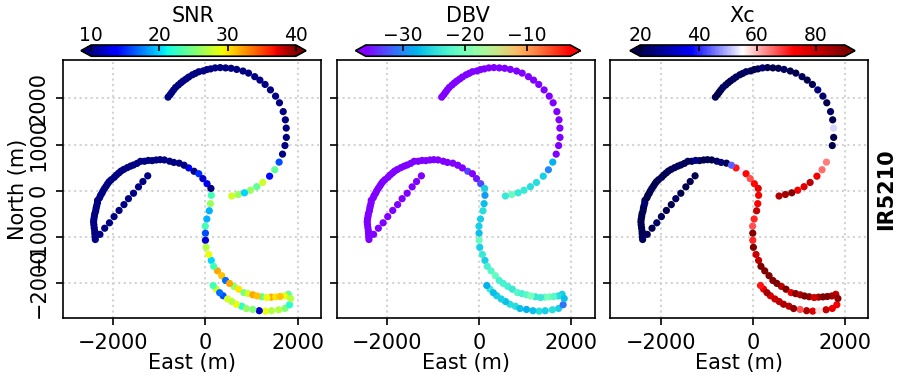 SNR DBV Xc
10 20 30 40 −30 −20 −10 20 40 60 80
North (m)
2000
1000
0
−1000
−2000
IR5210
−2000 0 2000 −2000 0 2000 −2000 0 2000
East (m) East (m) East (m)